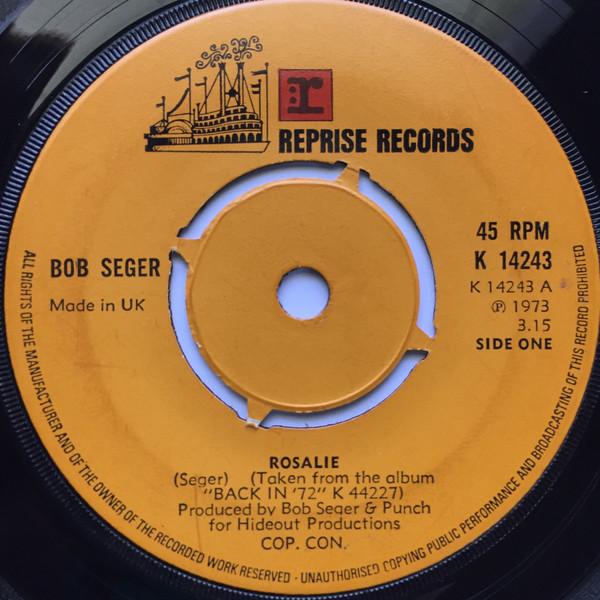 r
REPRISE RECORDS
45 RPM
BOB SEGER
K 14243
Made in UK
K 14243 A
℗ 1973
3.15
SIDE ONE
ROSALIE
(Seger) (Taken from the album
"BACK IN '72" K 44227)
Produced by Bob Seger & Punch
for Hideout Productions
COP. CON.
ALL RIGHTS OF THE MANUFACTURER AND OF THE OWNER OF THE RECORDED WORK RESERVED · UNAUTHORISED COPYING PUBLIC PERFORMANCE AND BROADCASTING OF THIS RECORD PROHIBITED